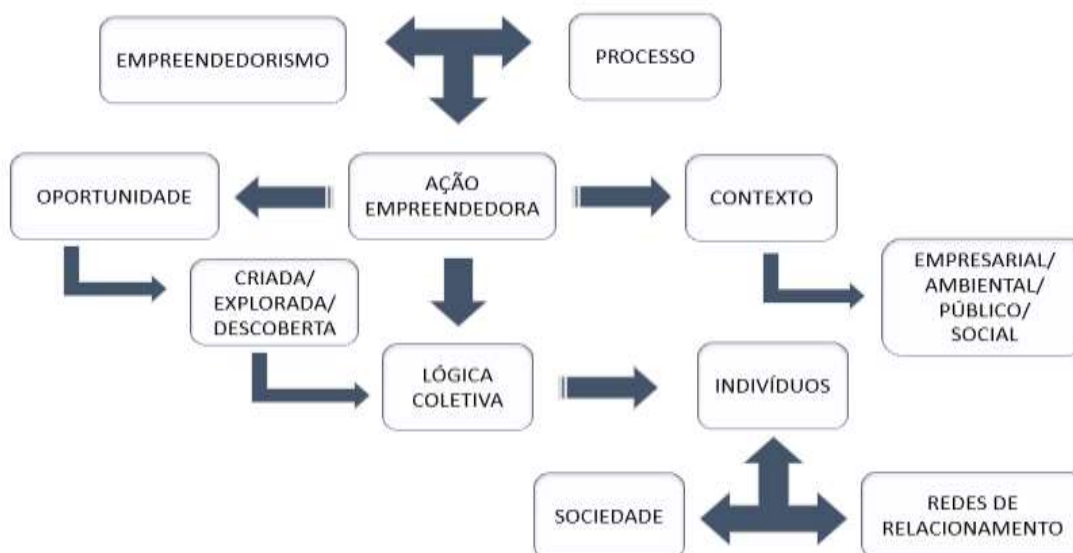 EMPREENDEDORISMO
PROCESSO
OPORTUNIDADE
AÇÃO
EMPREENDEDORA
CONTEXTO
CRIADA/
EXPLORADA/
DESCOBERTA
EMPRESARIAL/
AMBIENTAL/
PÚBLICO/
SOCIAL
LÓGICA
COLETIVA
INDIVÍDUOS
SOCIEDADE
REDES DE
RELACIONAMENTO